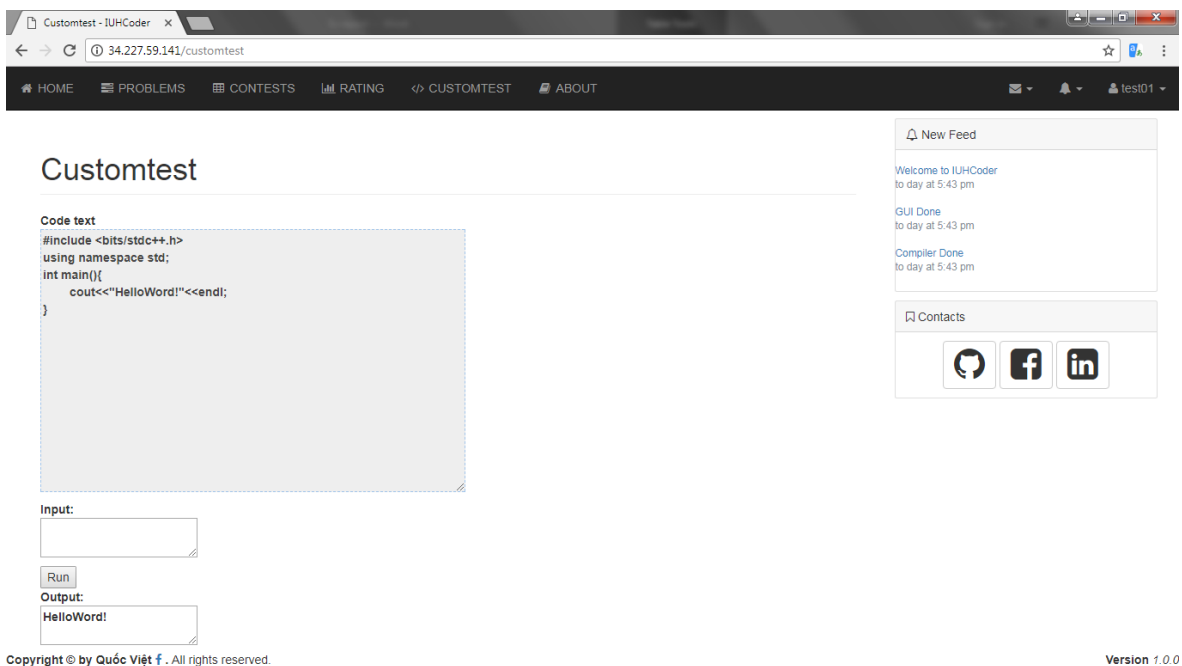 Customtest - IUHCoder
34.227.59.141/customtest
HOME PROBLEMS CONTESTS RATING CUSTOMTEST ABOUT test01
Customtest
Code text
#include <bits/stdc++.h>
using namespace std;
int main(){
cout<<"HelloWord!"<<endl;
}
Input:
Run
Output:
HelloWord!
New Feed
Welcome to IUHCoder
to day at 5:43 pm
GUI Done
to day at 5:43 pm
Compiler Done
to day at 5:43 pm
Contacts
Copyright © by Quốc Việt f . All rights reserved.
Version 1.0.0